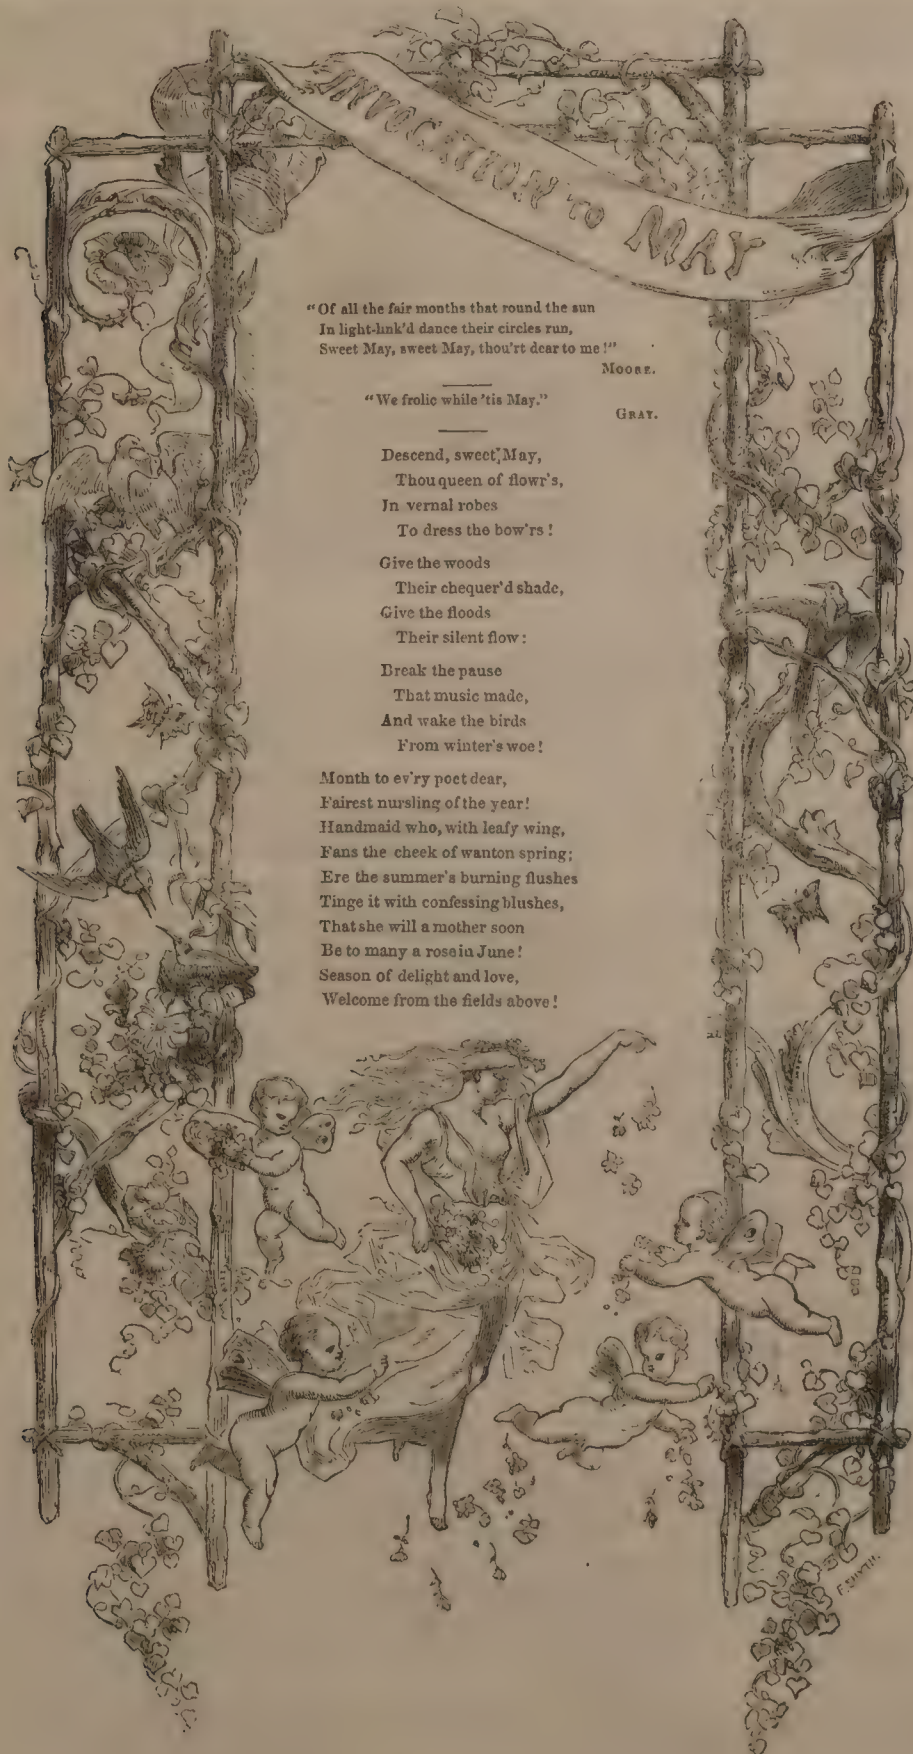 INVOCATION TO MAY
"Of all the fair months that round the sun
In light-link'd dance their circles run,
Sweet May, sweet May, thou'rt dear to me!"
MOORE.
"We frolic while 'tis May."
GRAY.
Descend, sweet May,
Thou queen of flowr's,
In vernal robes
To dress the bow'rs!
Give the woods
Their chequer'd shade,
Give the floods
Their silent flow:
Break the pause
That music made,
And wake the birds
From winter's woe!
Month to ev'ry poet dear,
Fairest nursling of the year!
Handmaid who, with leafy wing,
Fans the cheek of wanton spring;
Ere the summer's burning flushes
Tinge it with confessing blushes,
That she will a mother soon
Be to many a rose in June!
Season of delight and love,
Welcome from the fields above!
F. SMYTH.